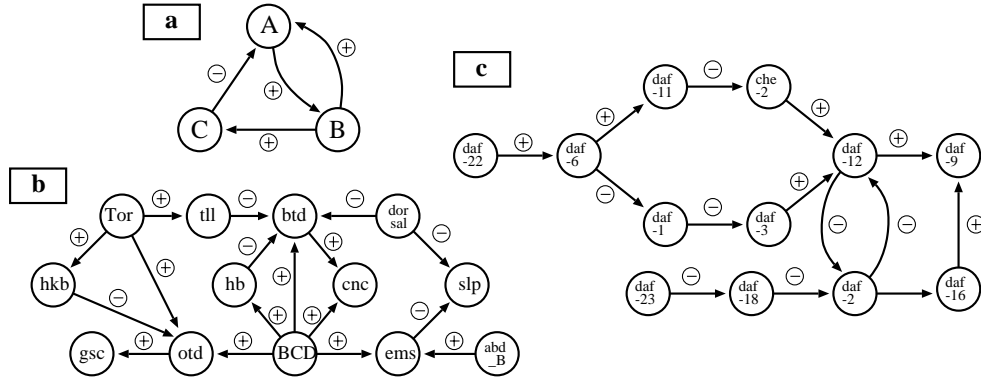 a
A
+
−
+
C
B
+
b
Tor
+
tll
−
btd
−
dor
sal
+
+
−
+
−
hkb
−
hb
+
cnc
slp
+
+
−
gsc
+
otd
+
BCD
+
ems
+
abd
_B
c
daf
-11
−
che
-2
+
+
daf
-22
+
daf
-6
daf
-12
+
daf
-9
−
+
daf
-1
−
daf
-3
−
−
+
daf
-23
−
daf
-18
−
daf
-2
daf
-16